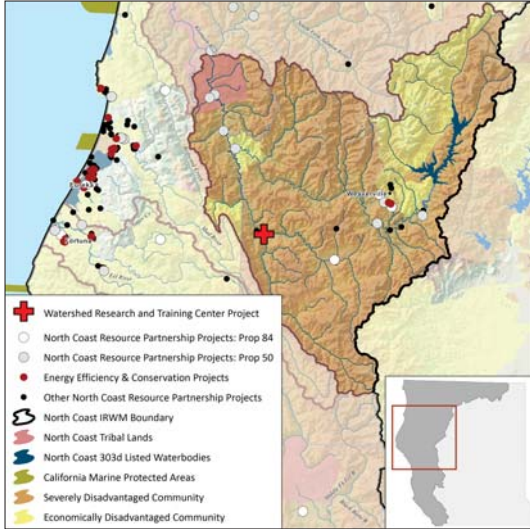 Eureka
Weaverville
Fortuna
Eel River
Watershed Research and Training Center Project
North Coast Resource Partnership Projects: Prop 84
North Coast Resource Partnership Projects: Prop 50
Energy Efficiency & Conservation Projects
Other North Coast Resource Partnership Projects
North Coast IRWM Boundary
North Coast Tribal Lands
North Coast 303d Listed Waterbodies
California Marine Protected Areas
Severely Disadvantaged Community
Economically Disadvantaged Community